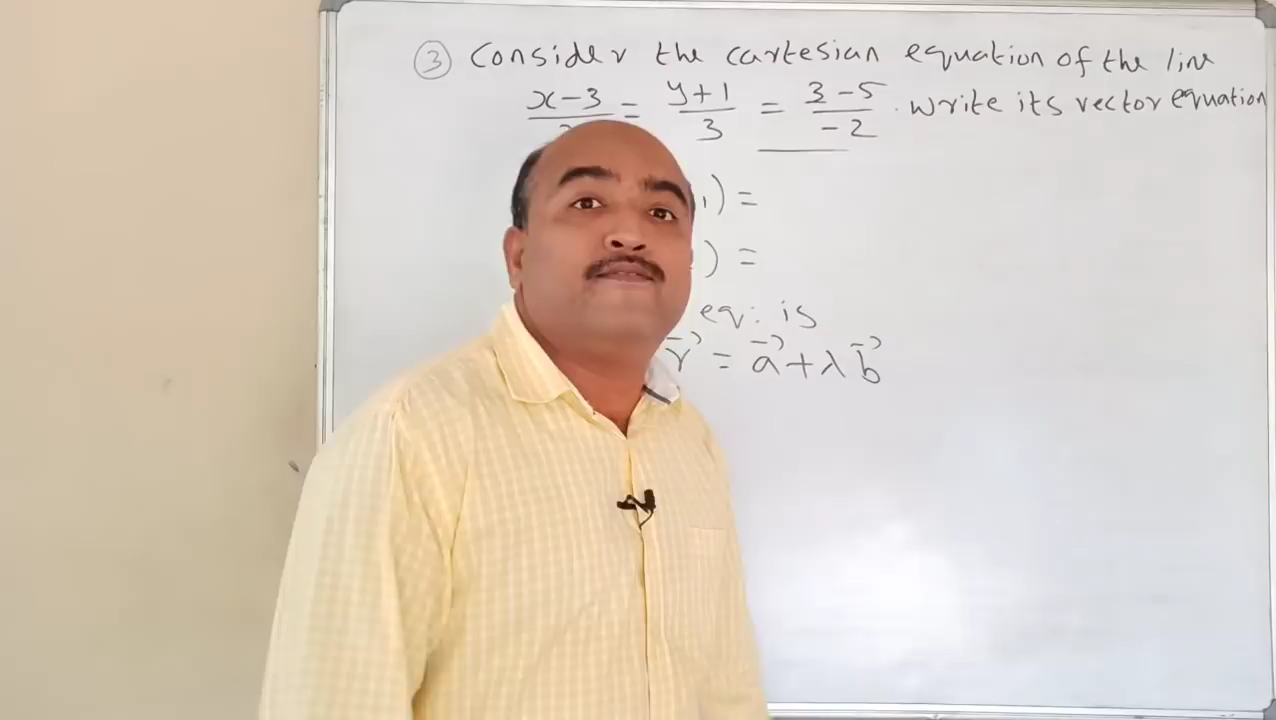 ③ Consider the cartesian equation of the line
x-3 = y+1/3 = 3-5/-2 . write its vector equation
1) =
) =
eq: is
r⃗ = a⃗ + λ b⃗